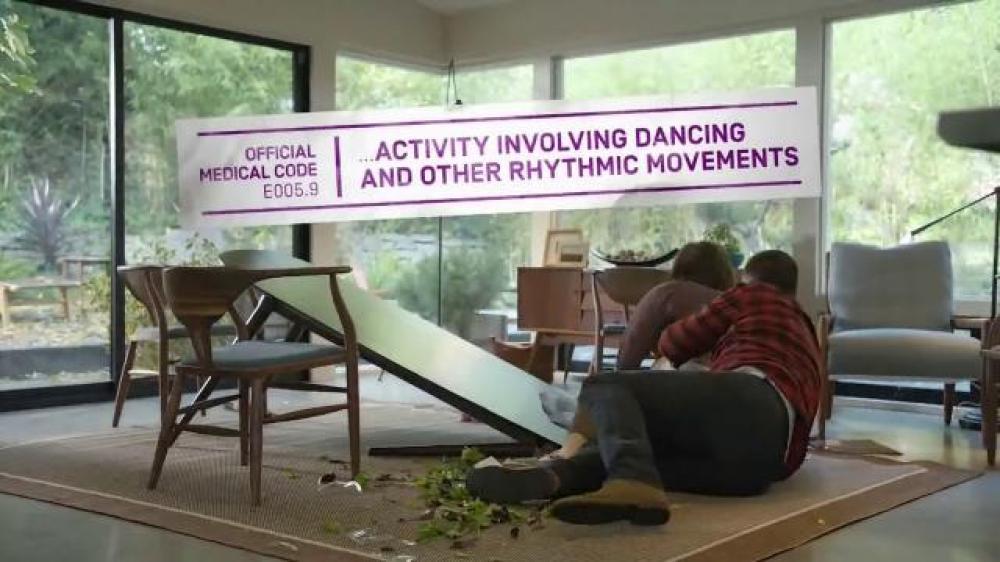 OFFICIAL
MEDICAL CODE
E005.9
...ACTIVITY INVOLVING DANCING
AND OTHER RHYTHMIC MOVEMENTS